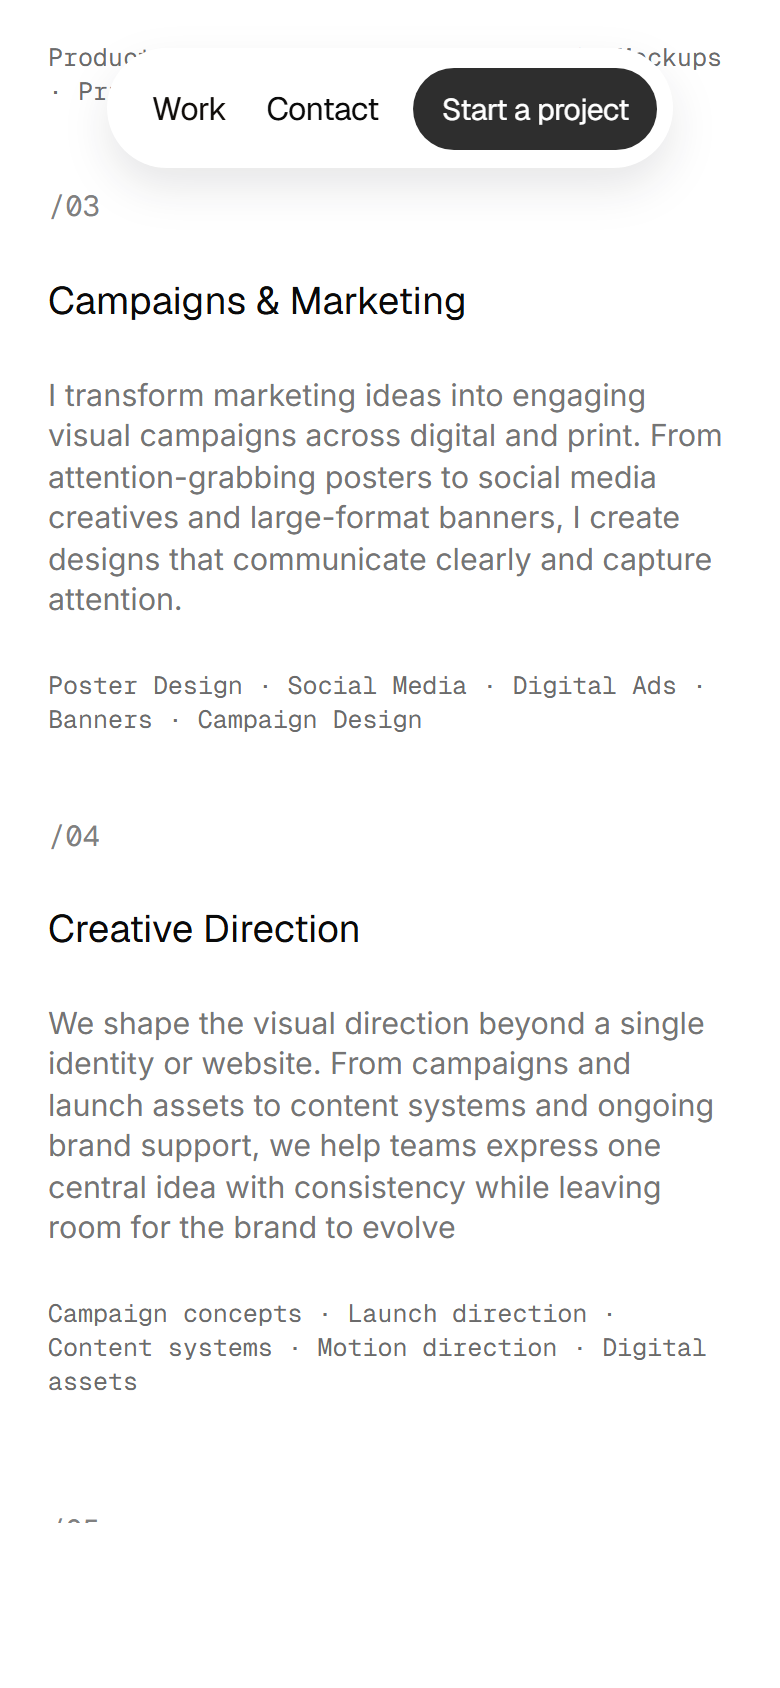 Work Contact Start a project
/03
Campaigns & Marketing
I transform marketing ideas into engaging
visual campaigns across digital and print. From
attention-grabbing posters to social media
creatives and large-format banners, I create
designs that communicate clearly and capture
attention.
Poster Design · Social Media · Digital Ads ·
Banners · Campaign Design
/04
Creative Direction
We shape the visual direction beyond a single
identity or website. From campaigns and
launch assets to content systems and ongoing
brand support, we help teams express one
central idea with consistency while leaving
room for the brand to evolve
Campaign concepts · Launch direction ·
Content systems · Motion direction · Digital
assets